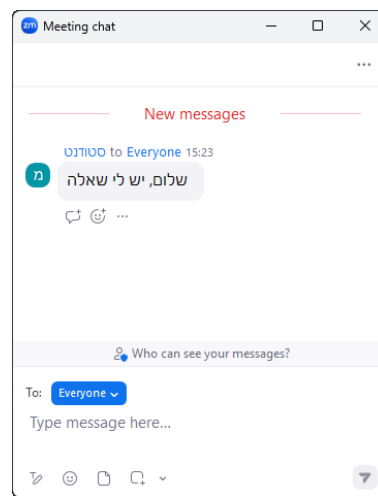 zm Meeting chat
New messages
סטודנט to Everyone 15:23
מ
שלום, יש לי שאלה
Who can see your messages?
To: Everyone
Type message here...